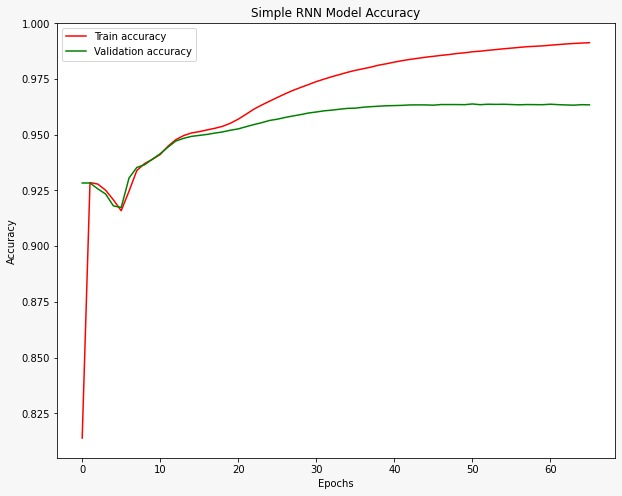 Simple RNN Model Accuracy
Train accuracy
Validation accuracy
1.000
0.975
0.950
0.925
0.900
0.875
0.850
0.825
Accuracy
0 10 20 30 40 50 60
Epochs